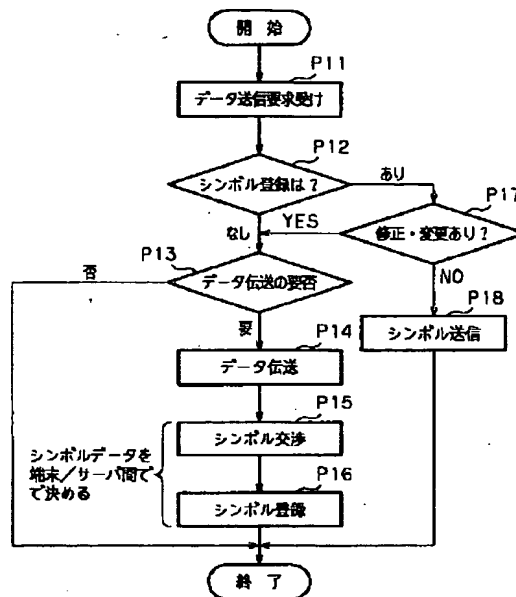 開始
P11
データ送信要求受け
P12
シンボル登録は？
あり
P17
なし
YES
修正・変更あり？
P13
否
データ伝送の要否
NO
P18
要
シンボル送信
P14
データ伝送
P15
シンボル交渉
シンボルデータを
端末／サーバ間で
で決める
P16
シンボル登録
終了